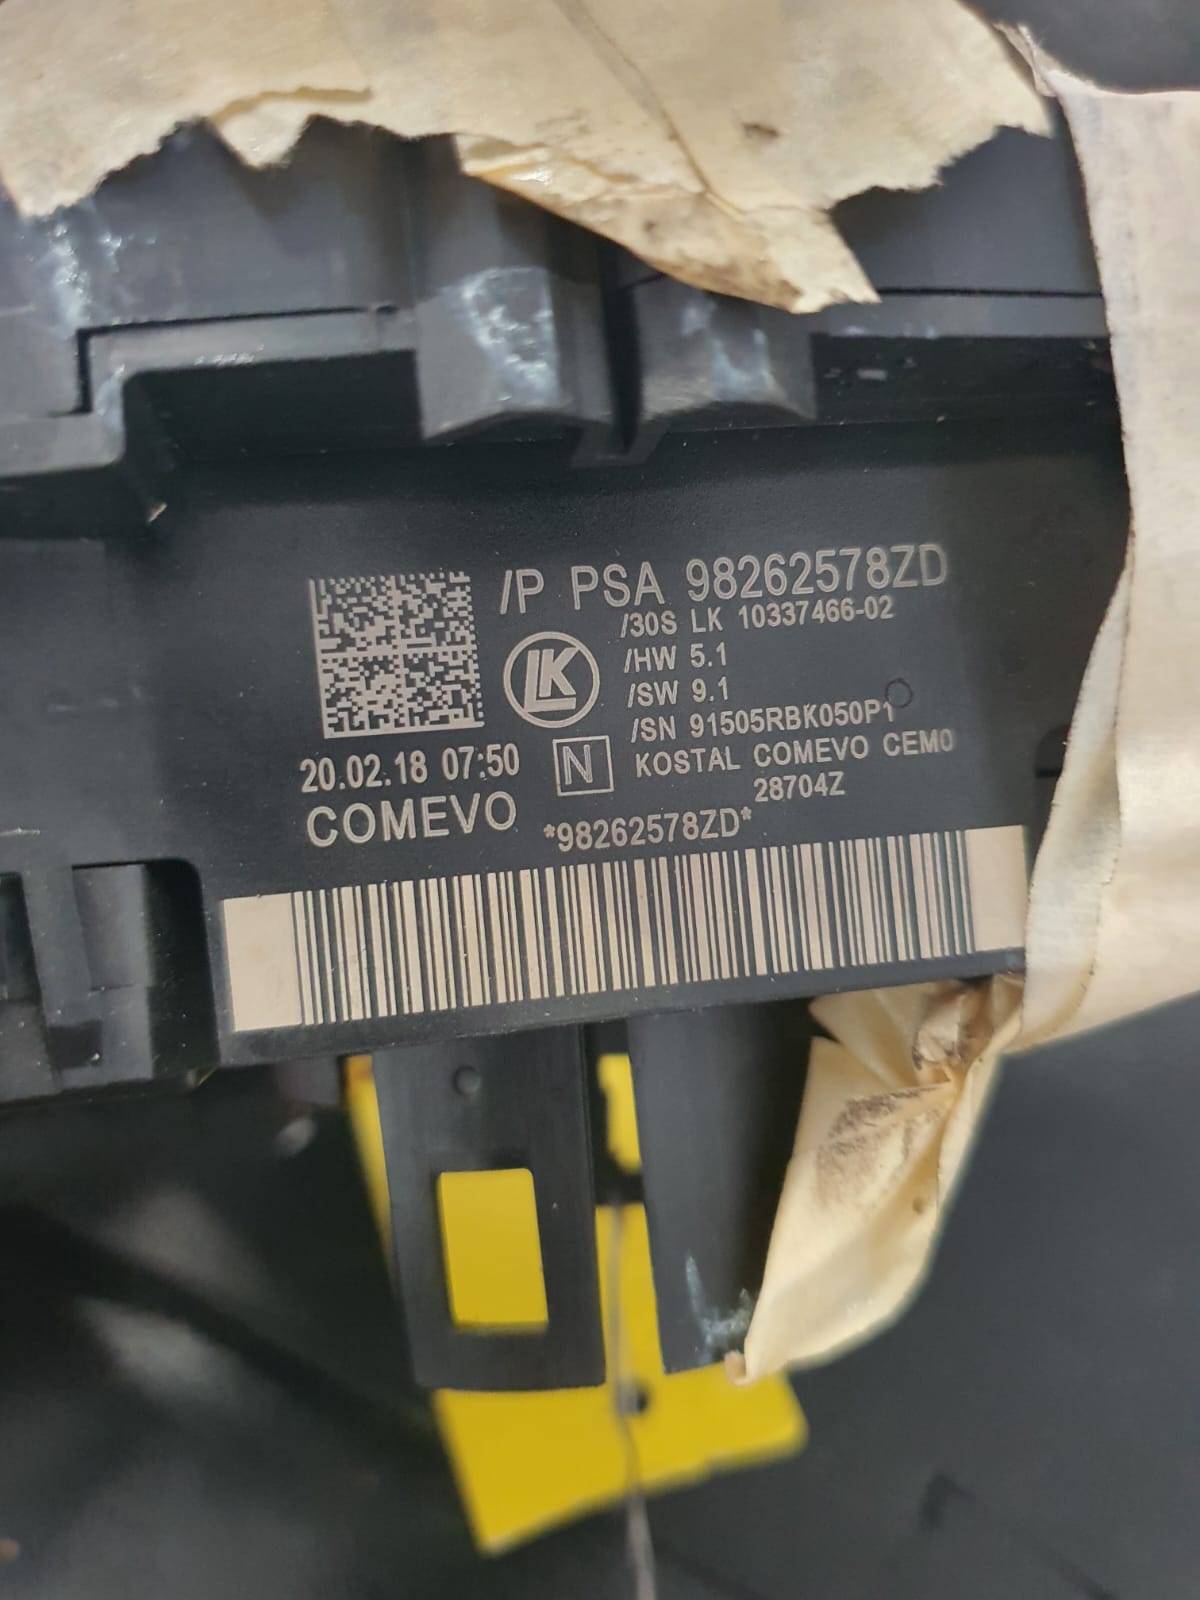 /P PSA 98262578ZD
/30S LK 10337466-02
LK
/HW 5.1
/SW 9.1
/SN 91505RBK050P1
20.02.18 07:50
N
KOSTAL COMEVO CEM0
28704Z
COMEVO
*98262578ZD*